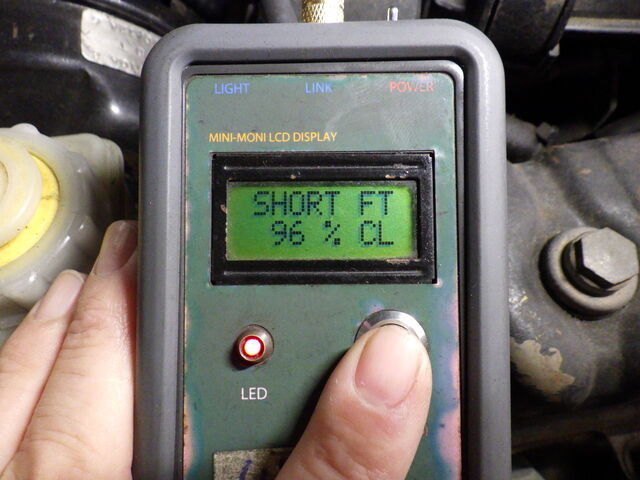 LIGHT LINK POWER
MINI-MONI LCD DISPLAY
SHORT FT
96 % CL
LED